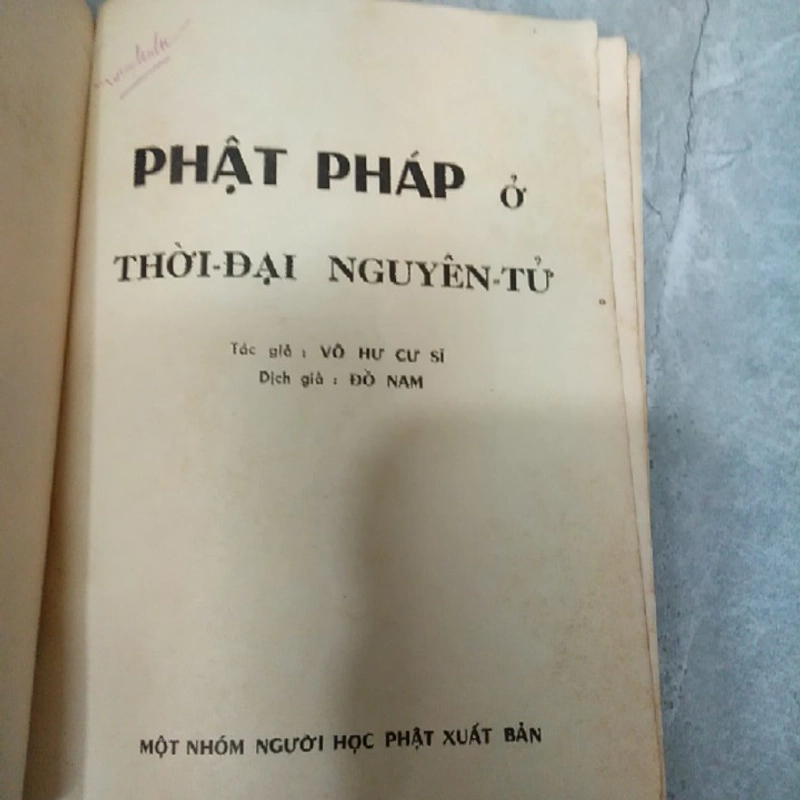 PHẬT PHÁP Ở
THỜI-ĐẠI NGUYÊN-TỬ
Tác giả : VÔ HƯ CƯ SĨ
Dịch giả : ĐỒ NAM
MỘT NHÓM NGƯỜI HỌC PHẬT XUẤT BẢN